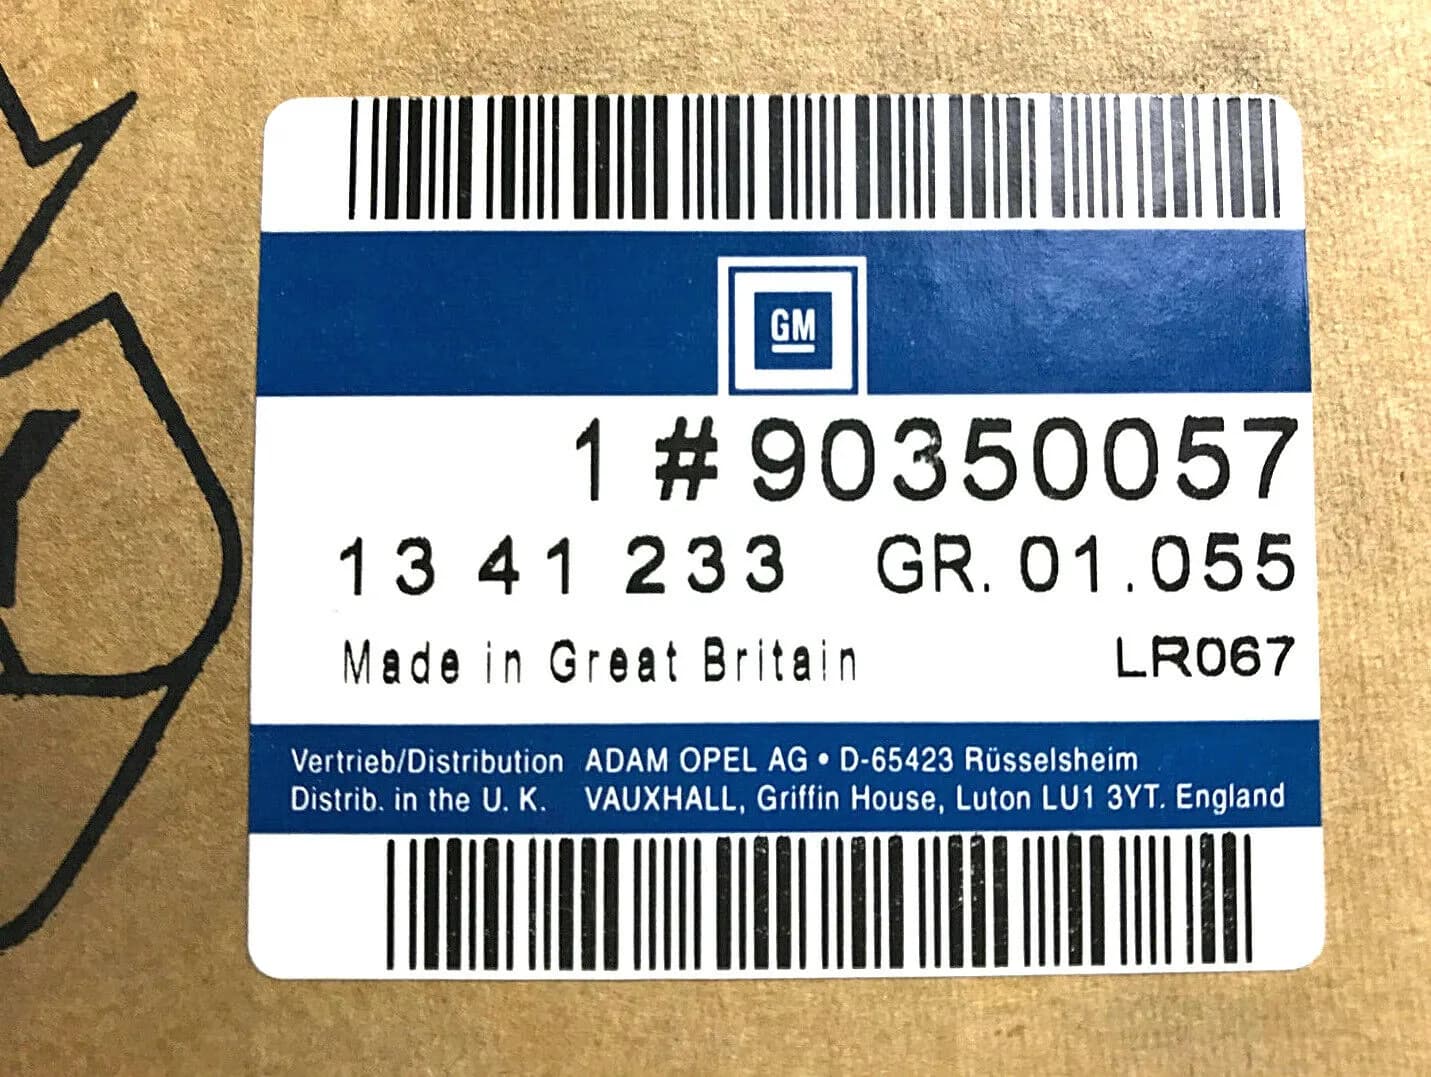 GM
1 #90350057
13 41 233 GR. 01.055
Made in Great Britain LR067
Vertrieb/Distribution ADAM OPEL AG • D-65423 Rüsselsheim
Distrib. in the U. K. VAUXHALL, Griffin House, Luton LU1 3YT. England